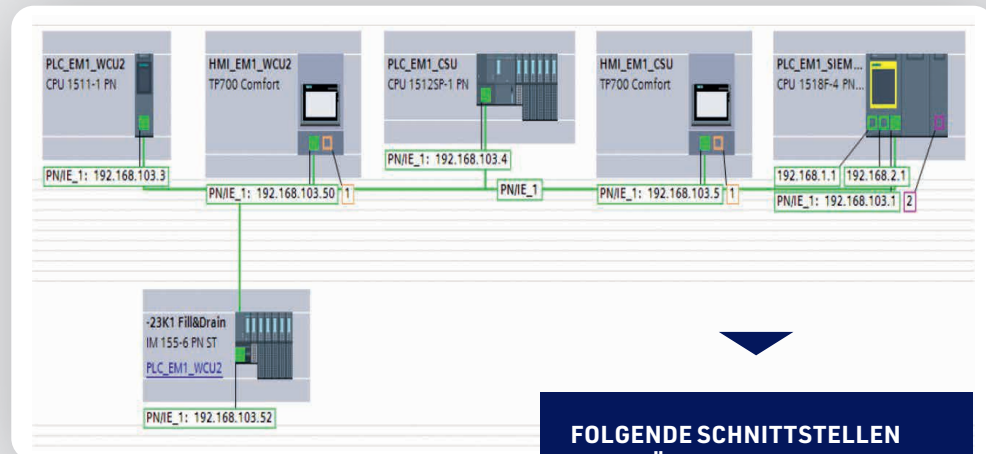 PLC_EM1_WCU2
CPU 1511-1 PN
PN/IE_1: 192.168.103.3
HMI_EM1_WCU2
TP700 Comfort
PN/IE_1: 192.168.103.50
1
PLC_EM1_CSU
CPU 1512SP-1 PN
PN/IE_1: 192.168.103.4
PN/IE_1
HMI_EM1_CSU
TP700 Comfort
PN/IE_1: 192.168.103.5
1
PLC_EM1_SIEM...
CPU 1518F-4 PN...
192.168.1.1
192.168.2.1
PN/IE_1: 192.168.103.1
2
-23K1 Fill&Drain
IM 155-6 PN ST
PLC_EM1_WCU2
PN/IE_1: 192.168.103.52
FOLGENDE SCHNITTSTELLEN